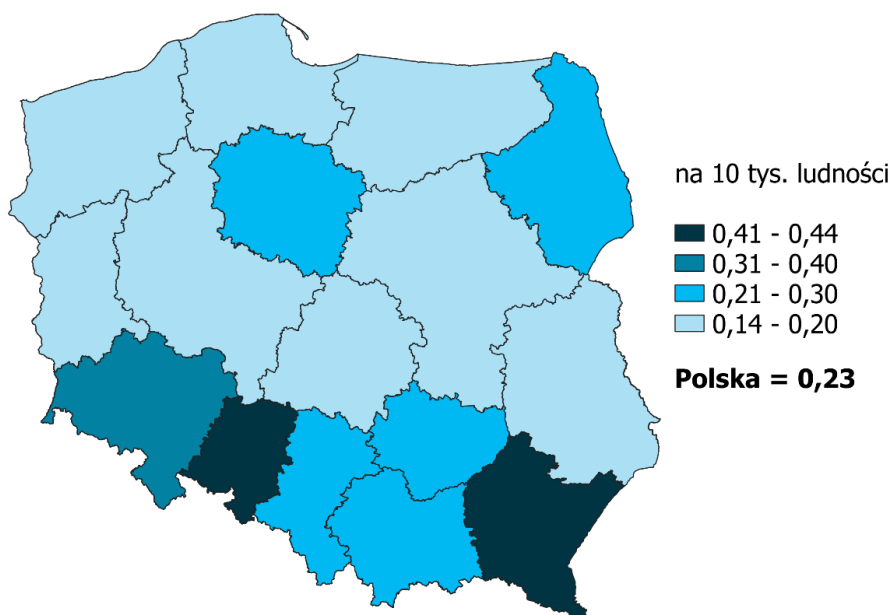 na 10 tys. ludności
0,41 - 0,44
0,31 - 0,40
0,21 - 0,30
0,14 - 0,20
Polska = 0,23